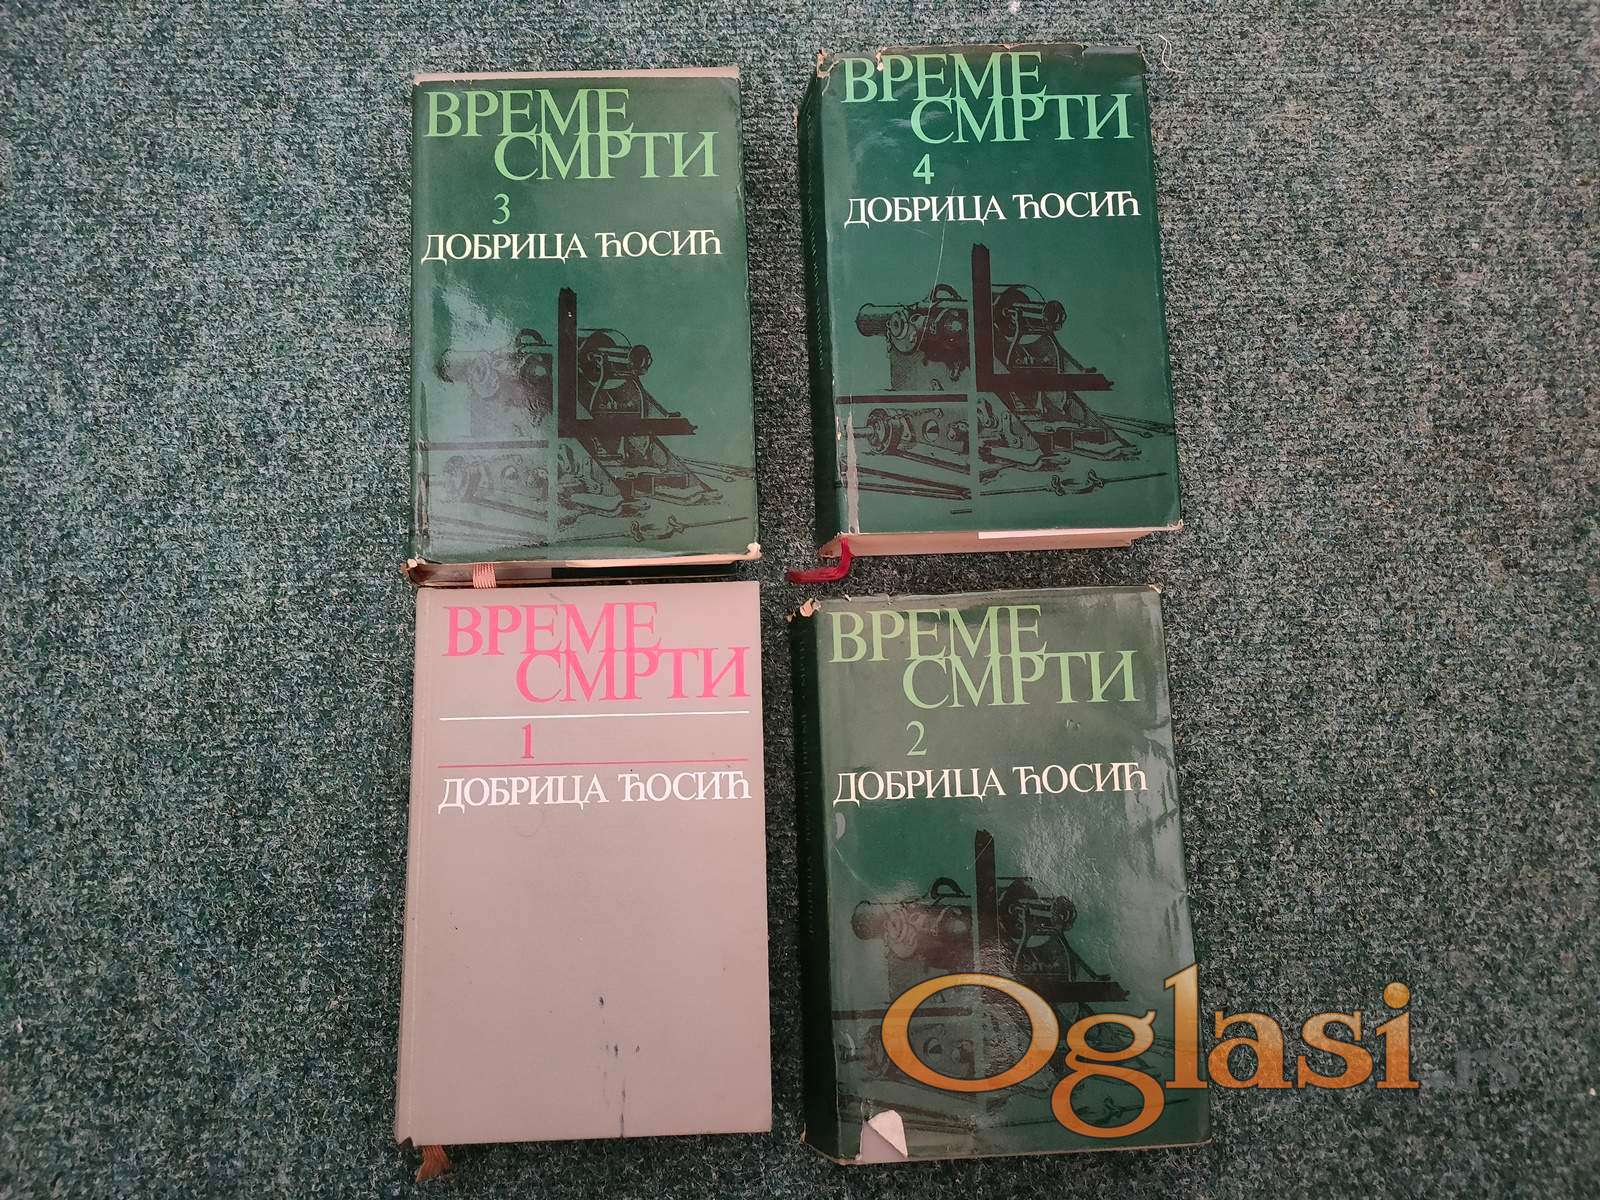 ВРЕМЕ
СМРТИ
3
ДОБРИЦА ЋОСИЋ
ВРЕМЕ
СМРТИ
4
ДОБРИЦА ЋОСИЋ
ВРЕМЕ
СМРТИ
1
ДОБРИЦА ЋОСИЋ
ВРЕМЕ
СМРТИ
2
ДОБРИЦА ЋОСИЋ
Oglasi.rs